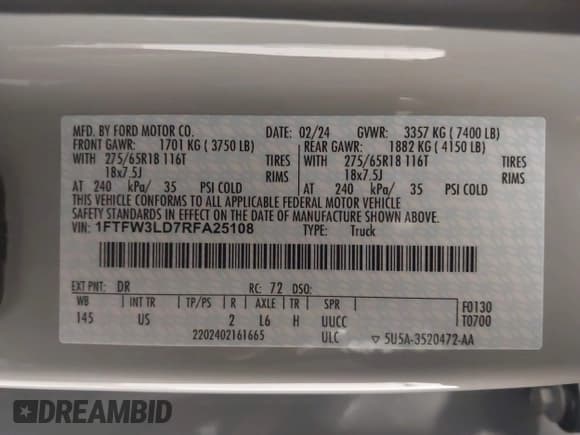 MFD. BY FORD MOTOR CO. DATE: 02/24 GVWR: 3357 KG ( 7400 LB)
FRONT GAWR: 1701 KG ( 3750 LB) REAR GAWR: 1882 KG ( 4150 LB)
WITH 275/65R18 116T TIRES WITH 275/65R18 116T TIRES
18x7.5J RIMS 18x7.5J RIMS
AT 240 kPa/ 35 PSI COLD AT 240 kPa/ 35 PSI COLD
THIS VEHICLE CONFORMS TO ALL APPLICABLE FEDERAL MOTOR VEHICLE
SAFETY STANDARDS IN EFFECT ON THE DATE OF MANUFACTURE SHOWN ABOVE.
VIN: 1FTFW3LD7RFA25108 TYPE: Truck
EXT PNT: DR RC: 72 DSO:
WB INT TR TP/PS R AXLE TR SPR F0130
145 US 2 L6 H UUCC T0700
2202402161665 ULC ▽ 5U5A-3520472-AA
DREAMBID